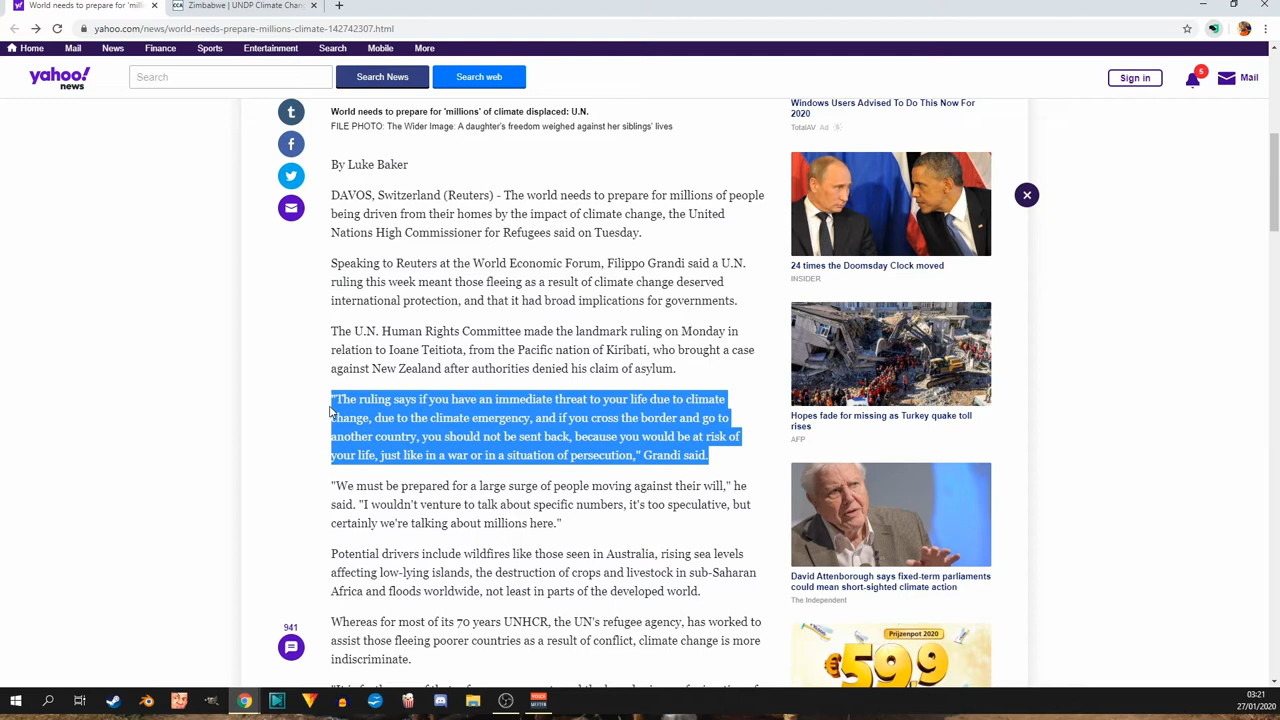 World needs to prepare for 'millio
Zimbabwe | UNDP Climate Chan
yahoo.com/news/world-needs-prepare-millions-climate-142742307.html
Home Mail News Finance Sports Entertainment Search Mobile More
yahoo!
news
Search
Search News
Search web
Sign in
5
Mail
World needs to prepare for 'millions' of climate displaced: U.N.
FILE PHOTO: The Wider Image: A daughter's freedom weighed against her siblings' lives
By Luke Baker
DAVOS, Switzerland (Reuters) - The world needs to prepare for millions of people
being driven from their homes by the impact of climate change, the United
Nations High Commissioner for Refugees said on Tuesday.
Speaking to Reuters at the World Economic Forum, Filippo Grandi said a U.N.
ruling this week meant those fleeing as a result of climate change deserved
international protection, and that it had broad implications for governments.
The U.N. Human Rights Committee made the landmark ruling on Monday in
relation to Ioane Teitiota, from the Pacific nation of Kiribati, who brought a case
against New Zealand after authorities denied his claim of asylum.
"The ruling says if you have an immediate threat to your life due to climate
change, due to the climate emergency, and if you cross the border and go to
another country, you should not be sent back, because you would be at risk of
your life, just like in a war or in a situation of persecution," Grandi said.
"We must be prepared for a large surge of people moving against their will," he
said. "I wouldn't venture to talk about specific numbers, it's too speculative, but
certainly we're talking about millions here."
Potential drivers include wildfires like those seen in Australia, rising sea levels
affecting low-lying islands, the destruction of crops and livestock in sub-Saharan
Africa and floods worldwide, not least in parts of the developed world.
Whereas for most of its 70 years UNHCR, the UN's refugee agency, has worked to
assist those fleeing poorer countries as a result of conflict, climate change is more
indiscriminate.
941
Windows Users Advised To Do This Now For
2020
TotalAV Ad
24 times the Doomsday Clock moved
INSIDER
Hopes fade for missing as Turkey quake toll
rises
AFP
David Attenborough says fixed-term parliaments
could mean short-sighted climate action
The Independent
Prijzenpot 2020
€599
03:21
27/01/2020